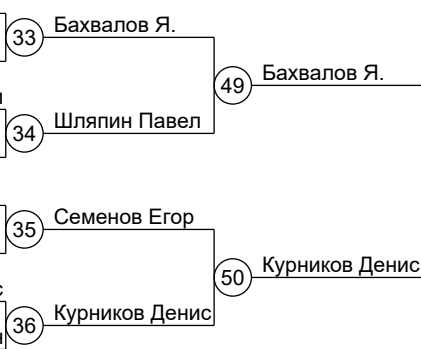 33 Бахвалов Я.
49 Бахвалов Я.
34 Шляпин Павел
35 Семенов Егор
50 Курников Денис
36 Курников Денис